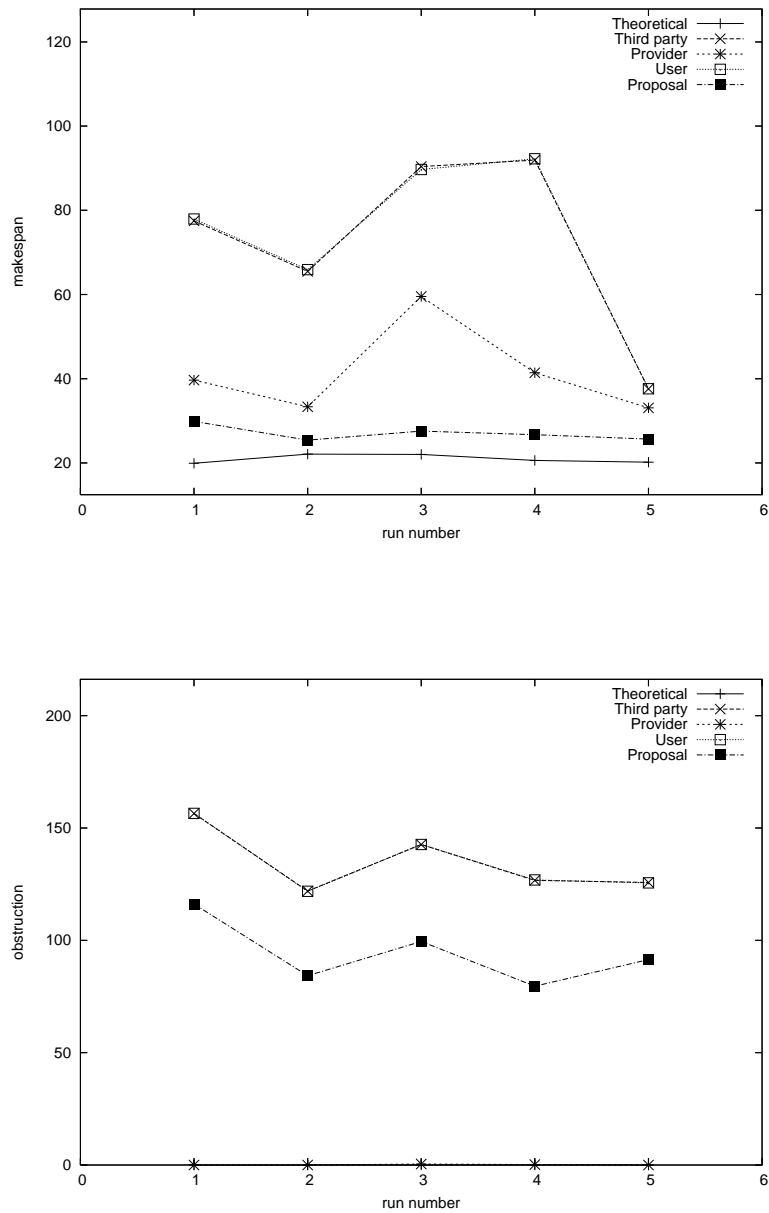 Theoretical
Third party
Provider
User
Proposal
120
100
80
60
40
20
makespan
0 1 2 3 4 5 6
run number
Theoretical
Third party
Provider
User
Proposal
200
150
100
50
0
obstruction
0 1 2 3 4 5 6
run number